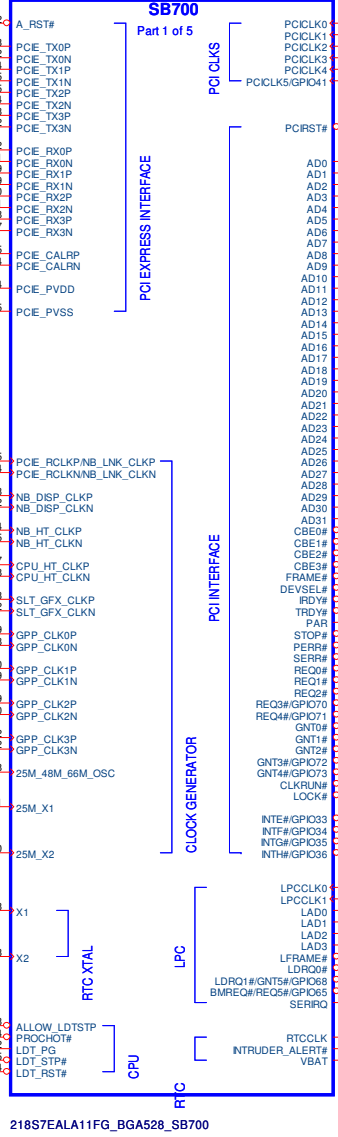 SB700
Part 1 of 5
A_RST#
PCIE_TX0P
PCIE_TX0N
PCIE_TX1P
PCIE_TX1N
PCIE_TX2P
PCIE_TX2N
PCIE_TX3P
PCIE_TX3N
PCIE_RX0P
PCIE_RX0N
PCIE_RX1P
PCIE_RX1N
PCIE_RX2P
PCIE_RX2N
PCIE_RX3P
PCIE_RX3N
PCIE_CALRP
PCIE_CALRN
PCIE_PVDD
PCIE_PVSS
PCI EXPRESS INTERFACE
PCIE_RCLKP/NB_LNK_CLKP
PCIE_RCLKN/NB_LNK_CLKN
NB_DISP_CLKP
NB_DISP_CLKN
NB_HT_CLKP
NB_HT_CLKN
CPU_HT_CLKP
CPU_HT_CLKN
SLT_GFX_CLKP
SLT_GFX_CLKN
GPP_CLK0P
GPP_CLK0N
GPP_CLK1P
GPP_CLK1N
GPP_CLK2P
GPP_CLK2N
GPP_CLK3P
GPP_CLK3N
25M_48M_66M_OSC
25M_X1
25M_X2
CLOCK GENERATOR
X1
X2
RTC XTAL
ALLOW_LDTSTP
PROCHOT#
LDT_PG
LDT_STP#
LDT_RST#
CPU
PCI CLKS
PCICLK0
PCICLK1
PCICLK2
PCICLK3
PCICLK4
PCICLK5/GPIO41
PCI INTERFACE
PCIRST#
AD0
AD1
AD2
AD3
AD4
AD5
AD6
AD7
AD8
AD9
AD10
AD11
AD12
AD13
AD14
AD15
AD16
AD17
AD18
AD19
AD20
AD21
AD22
AD23
AD24
AD25
AD26
AD27
AD28
AD29
AD30
AD31
CBE0#
CBE1#
CBE2#
CBE3#
FRAME#
DEVSEL#
IRDY#
TRDY#
PAR
STOP#
PERR#
SERR#
REQ0#
REQ1#
REQ2#
REQ3#/GPIO70
REQ4#/GPIO71
GNT0#
GNT1#
GNT2#
GNT3#/GPIO72
GNT4#/GPIO73
CLKRUN#
LOCK#
INTE#/GPIO33
INTF#/GPIO34
INTG#/GPIO35
INTH#/GPIO36
LPC
LPCCLK0
LPCCLK1
LAD0
LAD1
LAD2
LAD3
LFRAME#
LDRQ0#
LDRQ1#/GNT5#/GPIO68
BMREQ#/REQ5#/GPIO65
SERIRQ
RTC
RTCCLK
INTRUDER_ALERT#
VBAT
218S7EALA11FG_BGA528_SB700